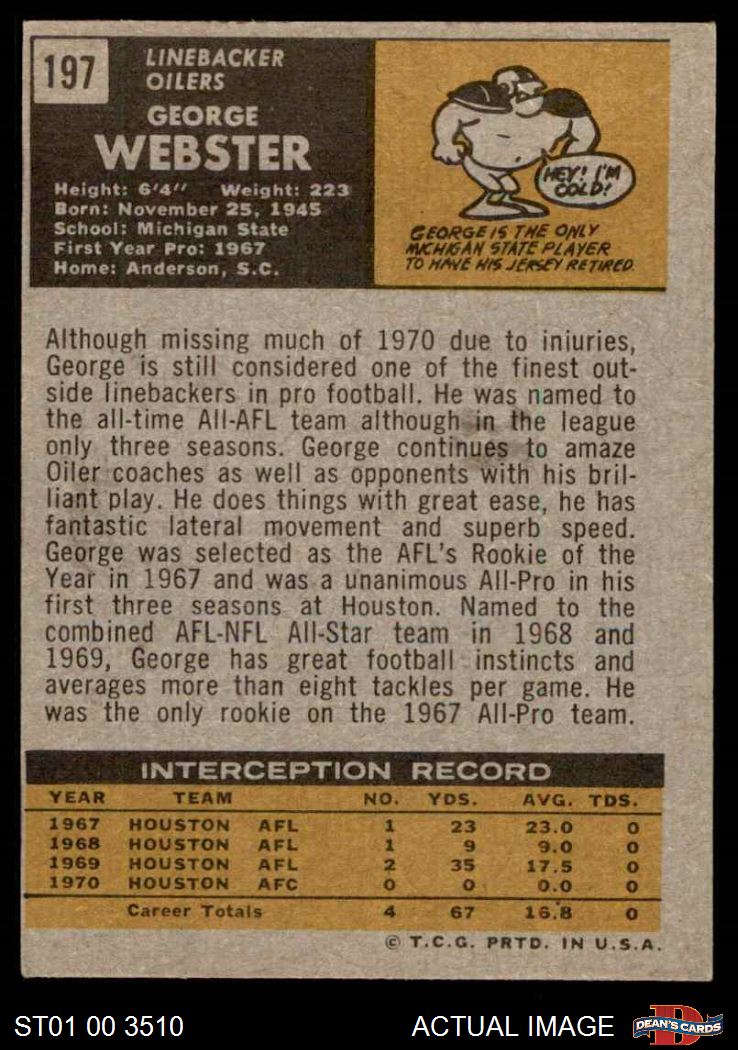 197
LINEBACKER
OILERS
GEORGE
WEBSTER
Height: 6'4" Weight: 223
Born: November 25, 1945
School: Michigan State
First Year Pro: 1967
Home: Anderson, S.C.
HEY! I'M
COLD!
GEORGE IS THE ONLY
MICHIGAN STATE PLAYER
TO HAVE HIS JERSEY RETIRED.
Although missing much of 1970 due to iniuries,
George is still considered one of the finest out-
side linebackers in pro football. He was named to
the all-time All-AFL team although in the league
only three seasons. George continues to amaze
Oiler coaches as well as opponents with his bril-
liant play. He does things with great ease, he has
fantastic lateral movement and superb speed.
George was selected as the AFL's Rookie of the
Year in 1967 and was a unanimous All-Pro in his
first three seasons at Houston. Named to the
combined AFL-NFL All-Star team in 1968 and
1969, George has great football instincts and
averages more than eight tackles per game. He
was the only rookie on the 1967 All-Pro team.
INTERCEPTION RECORD
YEAR TEAM NO. YDS. AVG. TDS.
1967 HOUSTON AFL 1 23 23.0 0
1968 HOUSTON AFL 1 9 9.0 0
1969 HOUSTON AFL 2 35 17.5 0
1970 HOUSTON AFC 0 0 0.0 0
Career Totals 4 67 16.8 0
© T.C.G. PRTD. IN U.S.A.
ST01 00 3510 ACTUAL IMAGE
D
DEAN'S CARDS